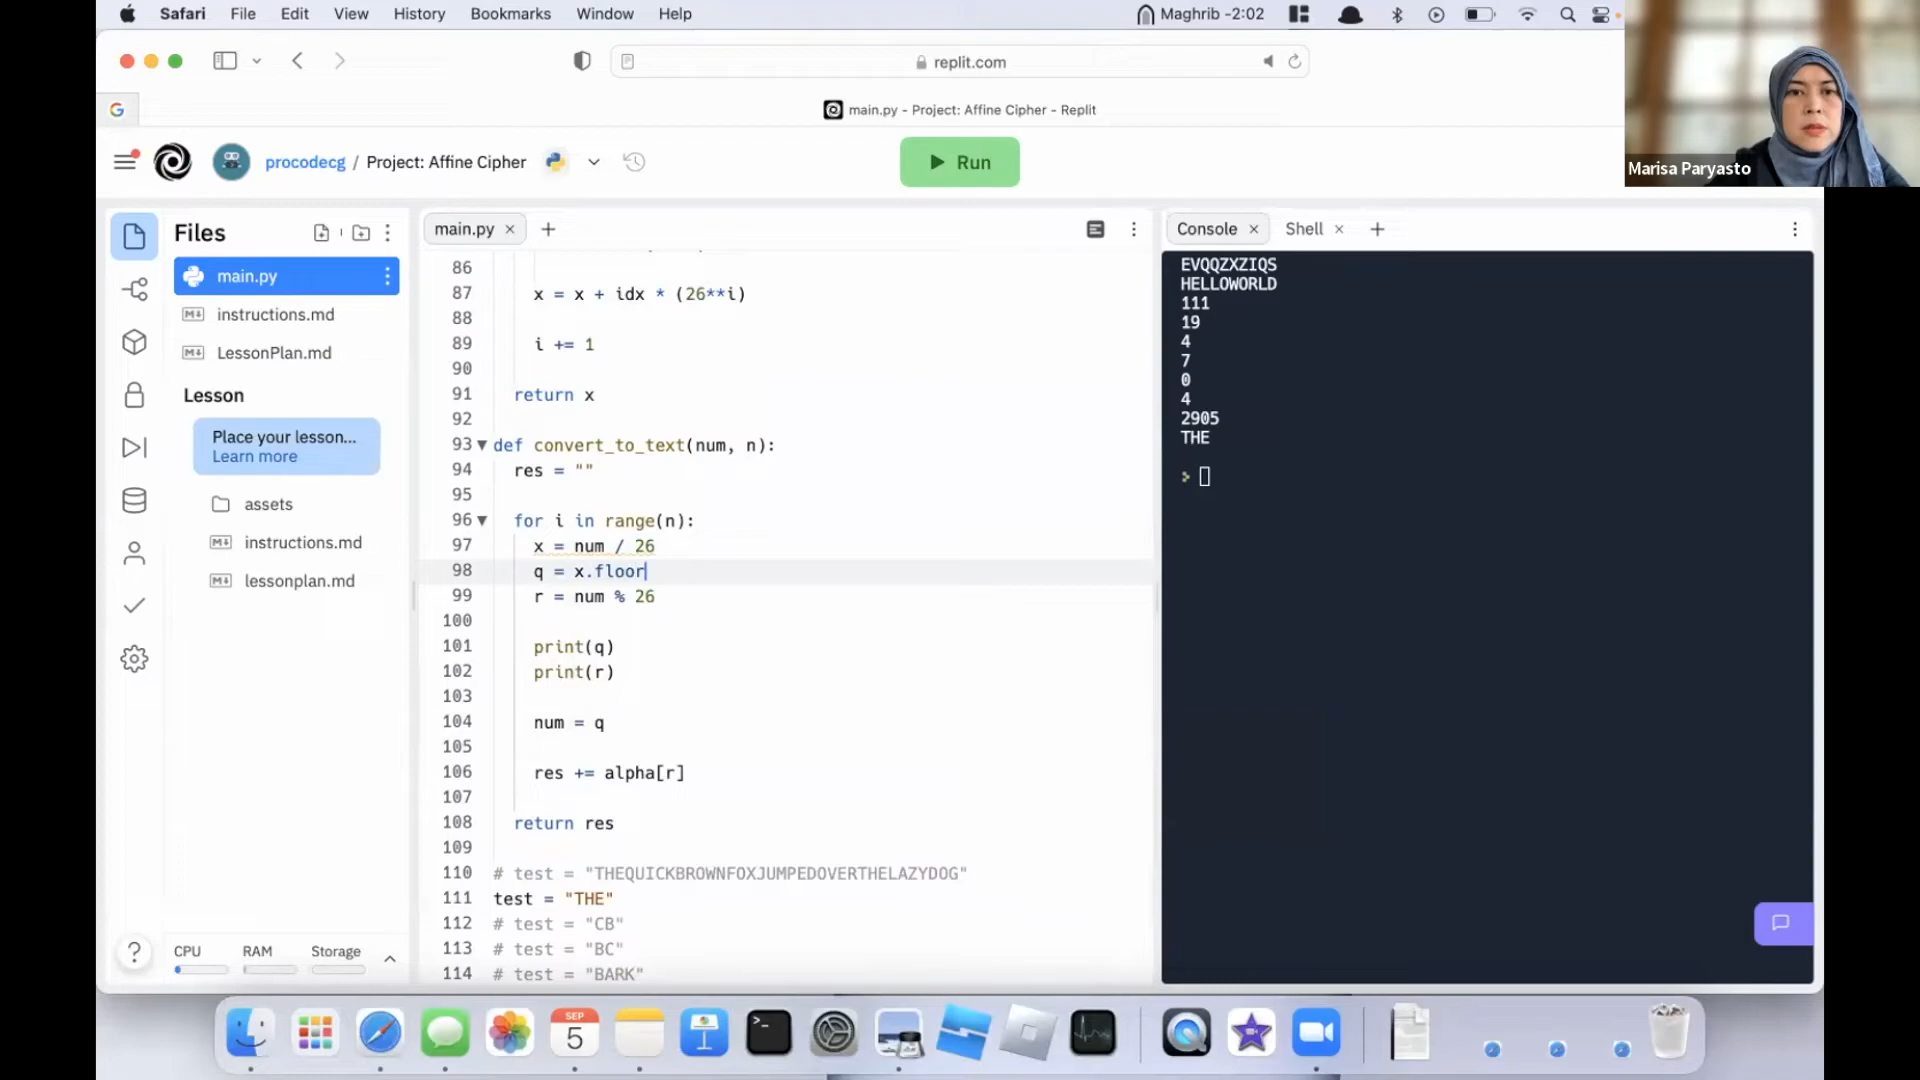 Safari File Edit View History Bookmarks Window Help Maghrib -2:02
replit.com
main.py - Project: Affine Cipher - Replit
procodecg / Project: Affine Cipher
Run
Marisa Paryasto
Files
main.py
instructions.md
LessonPlan.md
Lesson
Place your lesson...
Learn more
assets
instructions.md
lessonplan.md
CPU RAM Storage
main.py
86
87 x = x + idx * (26**i)
88
89 i += 1
90
91 return x
92
93 def convert_to_text(num, n):
94 res = ""
95
96 for i in range(n):
97 x = num / 26
98 q = x.floor
99 r = num % 26
100
101 print(q)
102 print(r)
103
104 num = q
105
106 res += alpha[r]
107
108 return res
109
110 # test = "THEQUICKBROWNFOXJUMPEDOVERTHELAZYDOG"
111 test = "THE"
112 # test = "CB"
113 # test = "BC"
114 # test = "BARK"
Console Shell
EVQQZXZIQS
HELLOWORLD
111
19
4
7
0
4
2905
THE
SEP
5